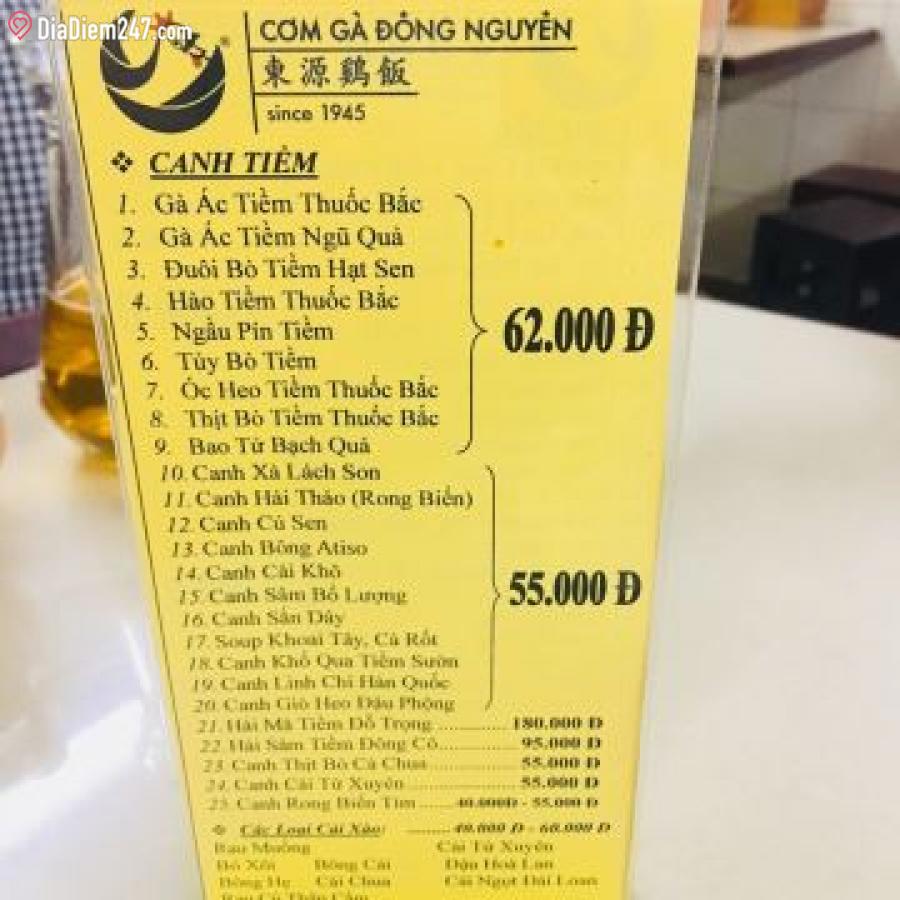 DiaDiem247.com
CƠM GÀ ĐÔNG NGUYÊN
東源鷄飯
since 1945
❖ CANH TIỀM
1. Gà Ác Tiềm Thuốc Bắc
2. Gà Ác Tiềm Ngũ Quả
3. Đuôi Bò Tiềm Hạt Sen
4. Hào Tiềm Thuốc Bắc
5. Ngầu Pín Tiềm
6. Tủy Bò Tiềm
7. Óc Heo Tiềm Thuốc Bắc
8. Thịt Bò Tiềm Thuốc Bắc
9. Bao Tử Bạch Quả
62.000 Đ
10. Canh Xà Lách Son
11. Canh Hải Thảo (Rong Biển)
12. Canh Củ Sen
13. Canh Bông Atiso
14. Canh Cải Khô
15. Canh Sâm Bổ Lượng
16. Canh Sắn Dây
17. Soup Khoai Tây, Cà Rốt
18. Canh Khổ Qua Tiềm Sườn
19. Canh Linh Chi Hàn Quốc
20. Canh Giò Heo Đậu Phộng
55.000 Đ
21. Hải Mã Tiềm Đỗ Trọng ............ 180.000 Đ
22. Hải Sâm Tiềm Đông Cô............. 95.000 Đ
23. Canh Thịt Bò Cà Chua............. 55.000 Đ
24. Canh Cải Tứ Xuyên................ 55.000 Đ
25. Canh Rong Biển Tim ...... 40.000Đ - 55.000 Đ
❖ Các Loại Cải Xào: ......... 40.000 Đ - 60.000 Đ
Rau Muống Cải Tứ Xuyên
Bó Xôi Bông Cải Đậu Hoà Lan
Bông Hẹ Cải Chua Cải Ngọt Đài Loan
Rau Củ Thập Cẩm